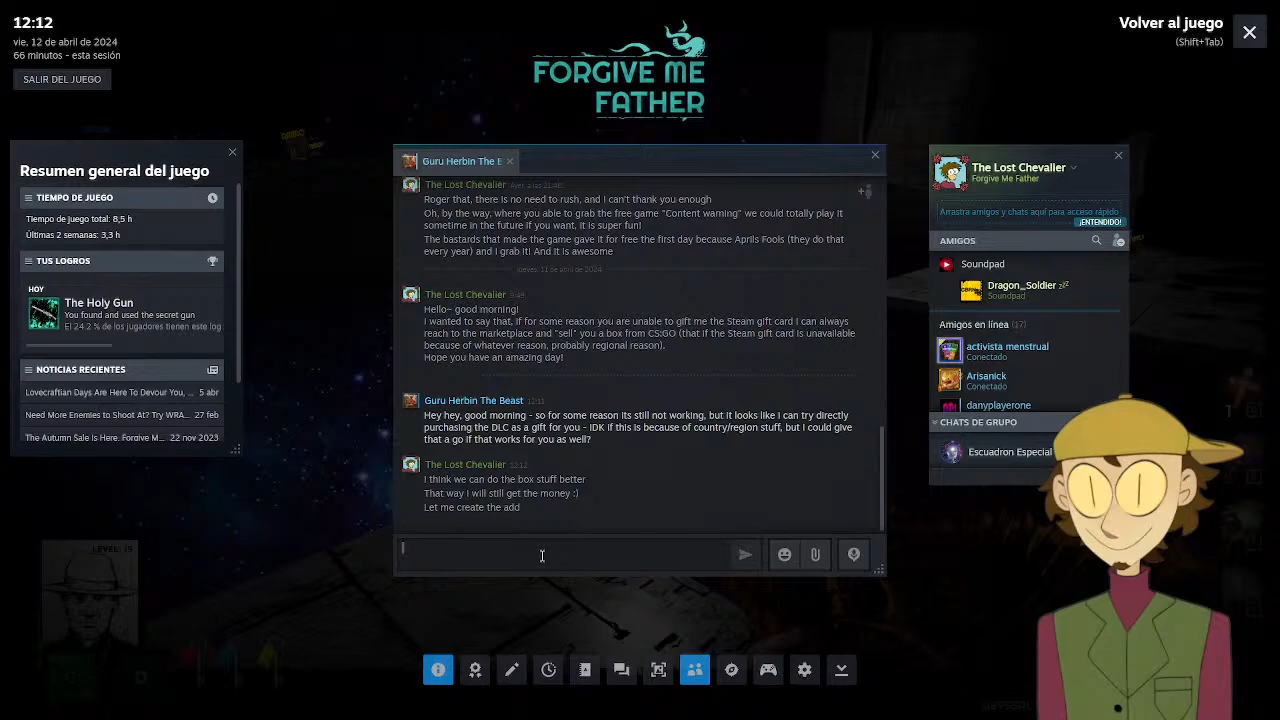 12:12
vie, 12 de abril de 2024
66 minutos - esta sesión
SALIR DEL JUEGO
FORGIVE ME
FATHER
Volver al juego
(Shift+Tab)
Resumen general del juego
TIEMPO DE JUEGO
Tiempo de juego total: 8,5 h
Últimas 2 semanas: 3,3 h
TUS LOGROS
HOY
The Holy Gun
You found and used the secret gun
El 24.2 % de los jugadores tienen este log
NOTICIAS RECIENTES
Lovecraftian Days Are Here To Devour You, ... 5 abr
Need More Enemies to Shoot At? Try WRA... 27 feb
The Autumn Sale Is Here. Forgive M... 22 nov 2023
Guru Herbin The B
The Lost Chevalier Ayer, a las 21:48
Roger that, there is no need to rush, and I can't thank you enough
Oh, by the way, where you able to grab the free game "Content warning" we could totally play it
sometime in the future if you want, it is super fun!
The bastards that made the game gave it for free the first day because Aprils Fools (they do that
every year) and I grab it! And it is awesome
jueves, 11 de abril de 2024
The Lost Chevalier 9:49
Hello~ good morning!
I wanted to say that, if for some reason you are unable to gift me the Steam gift card I can always
reach to the marketplace and "sell" you a box from CS:GO (that if the Steam gift card is unavailable
because of whatever reason, probably regional reason).
Hope you have an amazing day!
Guru Herbin The Beast 12:11
Hey hey, good morning - so for some reason its still not working, but it looks like I can try directly
purchasing the DLC as a gift for you - IDK if this is because of country/region stuff, but I could give
that a go if that works for you as well?
The Lost Chevalier 12:12
I think we can do the box stuff better
That way I will still get the money :)
Let me create the add
The Lost Chevalier
Forgive Me Father
Arrastra amigos y chats aquí para acceso rápido
¡ENTENDIDO!
AMIGOS
Soundpad
Dragon_Soldier zzz
Soundpad
Amigos en línea (17)
activista menstrual
Conectado
Arisanick
Conectado
danyplayerone
CHATS DE GRUPO
Escuadron Especial
LEVEL: 19